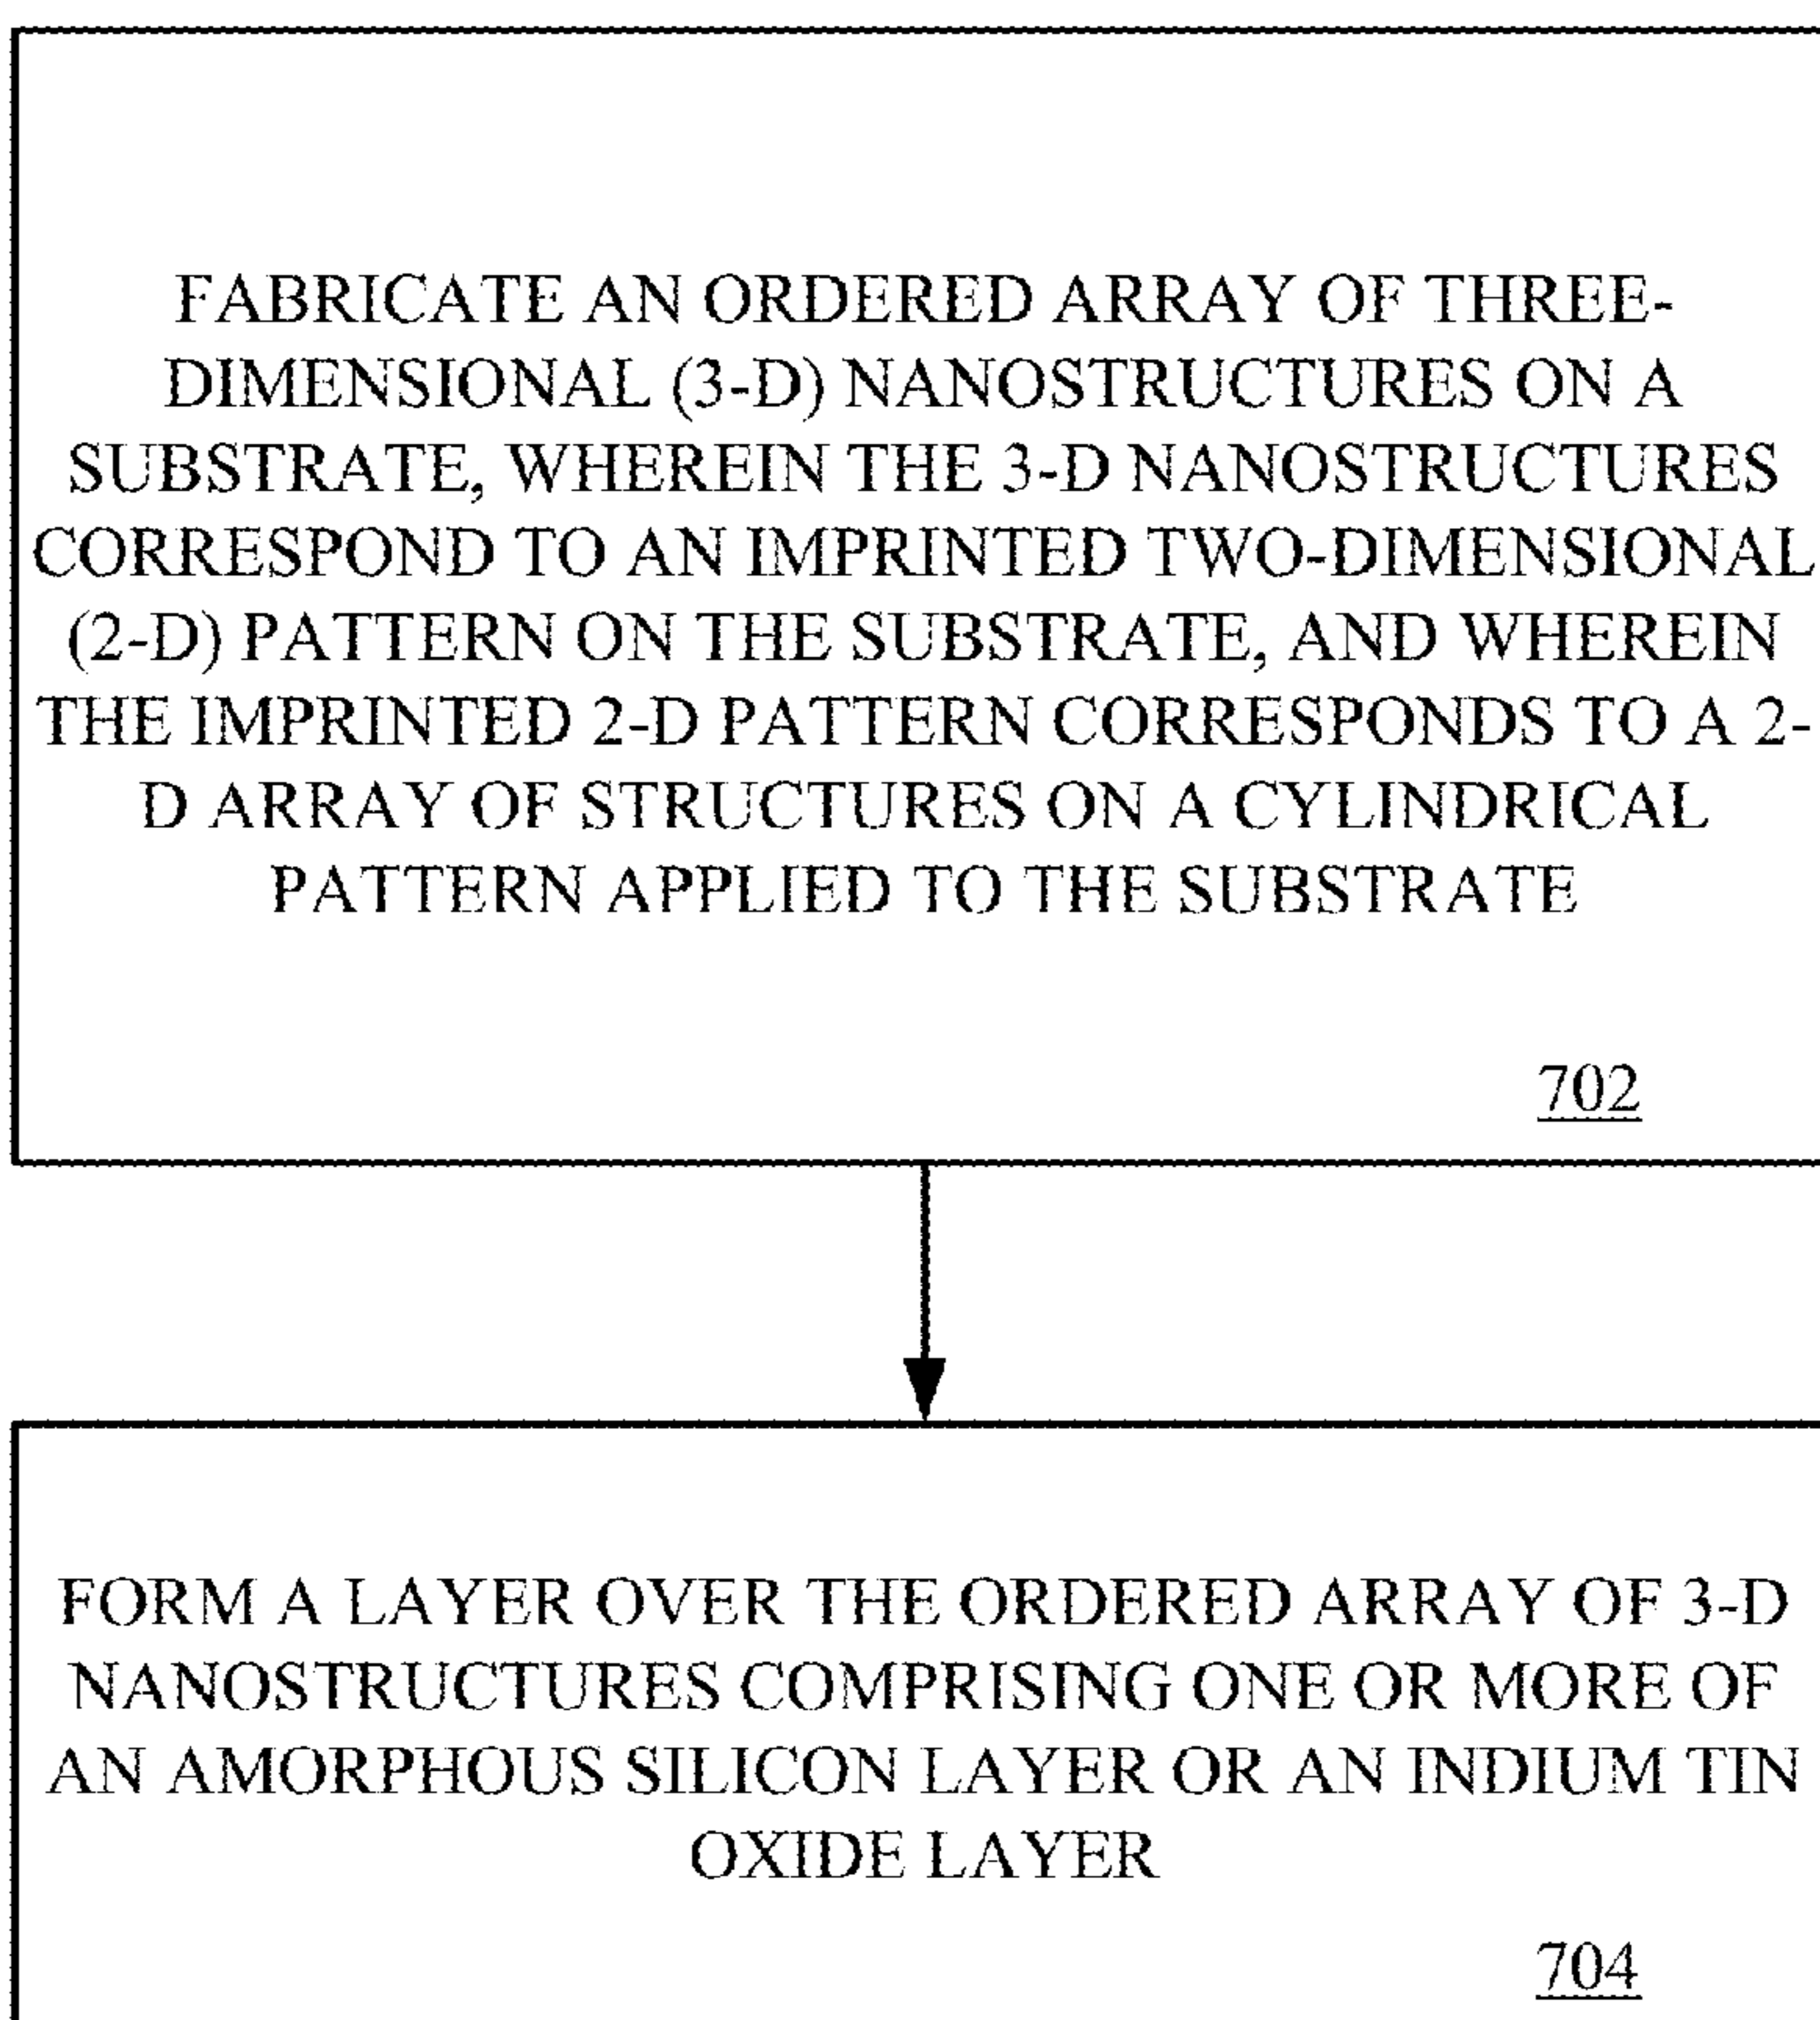 FABRICATE AN ORDERED ARRAY OF THREE-
DIMENSIONAL (3-D) NANOSTRUCTURES ON A
SUBSTRATE, WHEREIN THE 3-D NANOSTRUCTURES
CORRESPOND TO AN IMPRINTED TWO-DIMENSIONAL
(2-D) PATTERN ON THE SUBSTRATE, AND WHEREIN
THE IMPRINTED 2-D PATTERN CORRESPONDS TO A 2-
D ARRAY OF STRUCTURES ON A CYLINDRICAL
PATTERN APPLIED TO THE SUBSTRATE
702
FORM A LAYER OVER THE ORDERED ARRAY OF 3-D
NANOSTRUCTURES COMPRISING ONE OR MORE OF
AN AMORPHOUS SILICON LAYER OR AN INDIUM TIN
OXIDE LAYER
704